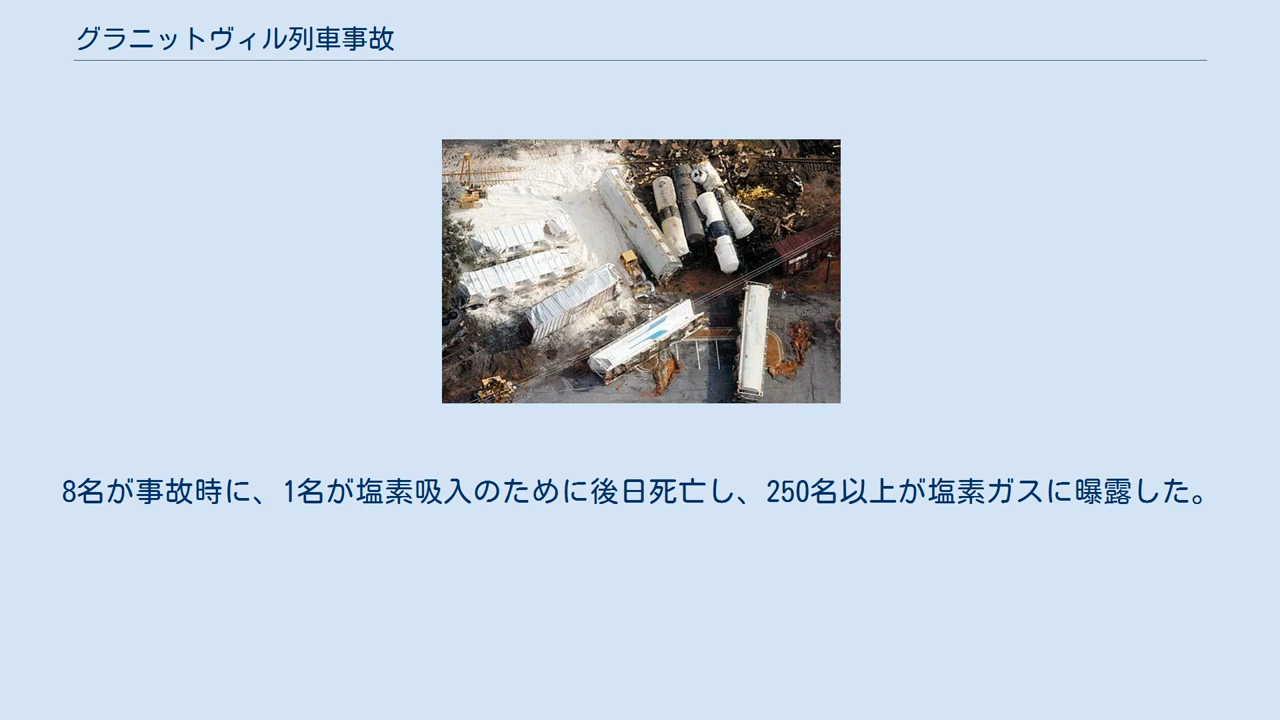 グラニットヴィル列車事故
8名が事故時に、1名が塩素吸入のために後日死亡し、250名以上が塩素ガスに曝露した。